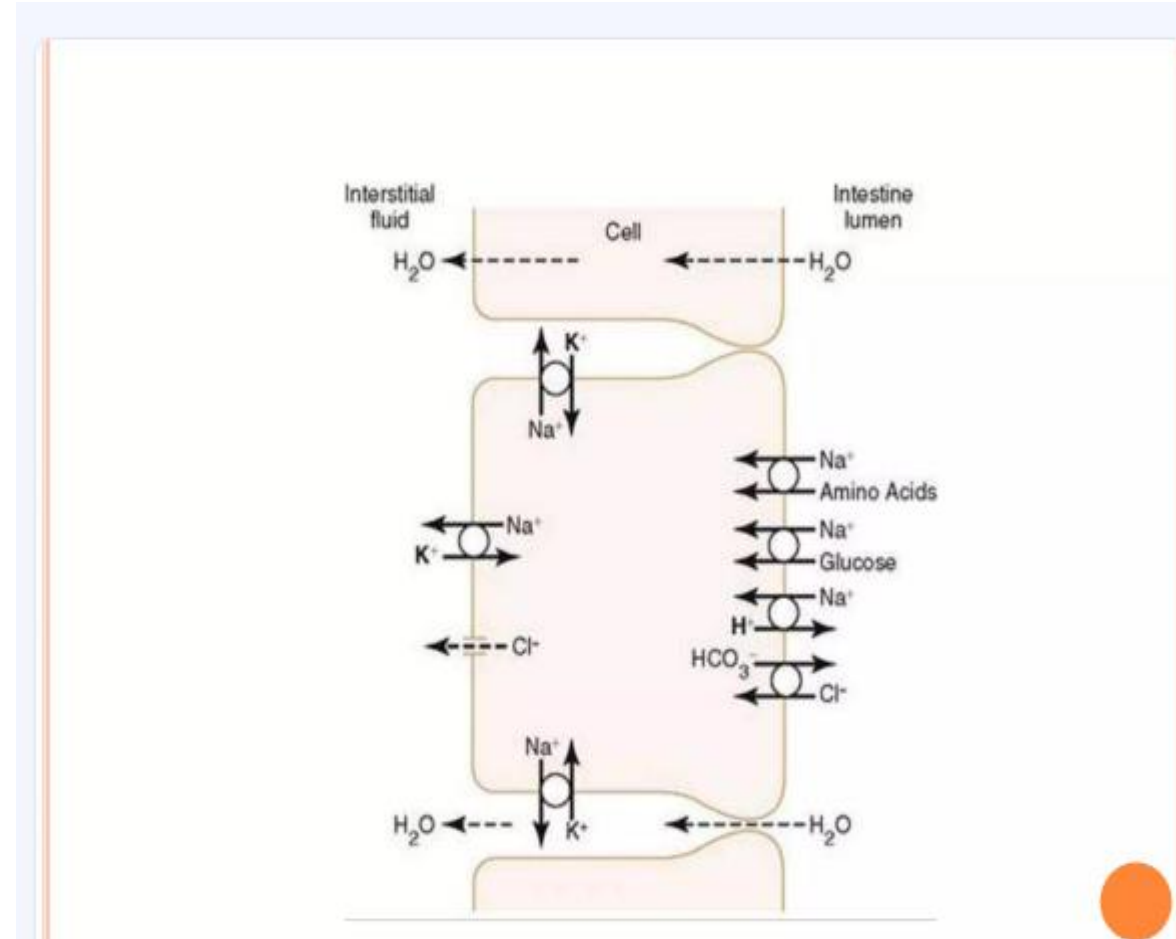 Interstitial
fluid
Intestine
lumen
Cell
H₂O
H₂O
K⁺
Na⁺
Na⁺
Amino Acids
Na⁺
K⁺
Na⁺
Glucose
Na⁺
H⁺
Cl⁻
HCO₃⁻
Cl⁻
Na⁺
H₂O
K⁺
H₂O